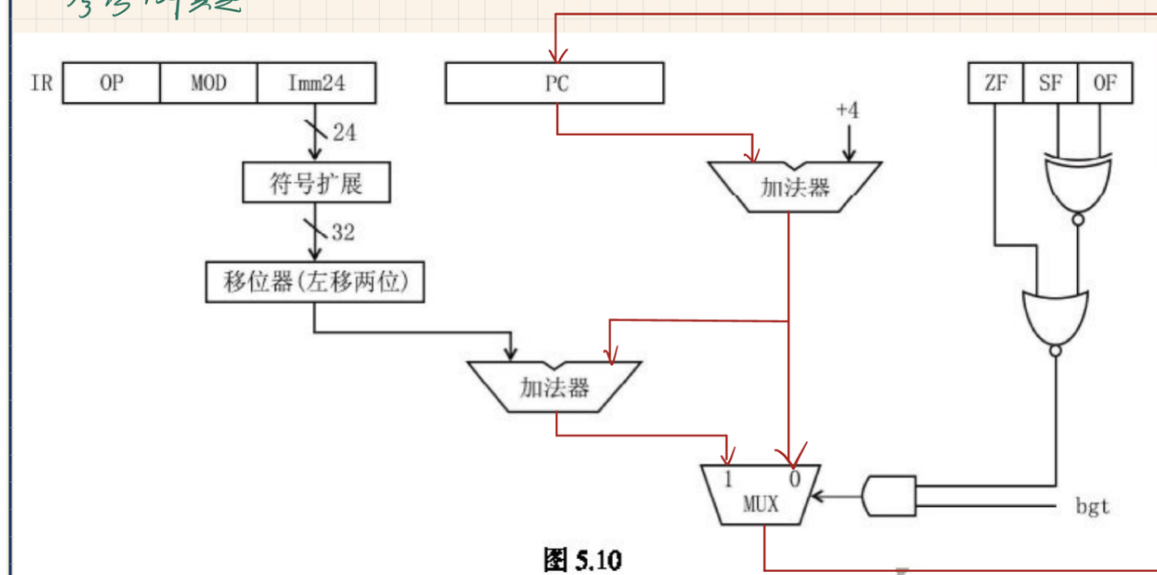 IR OP MOD Imm24
PC
ZF SF OF
+4
24
符号扩展
加法器
32
移位器(左移两位)
加法器
1 0
MUX
bgt
图 5.10